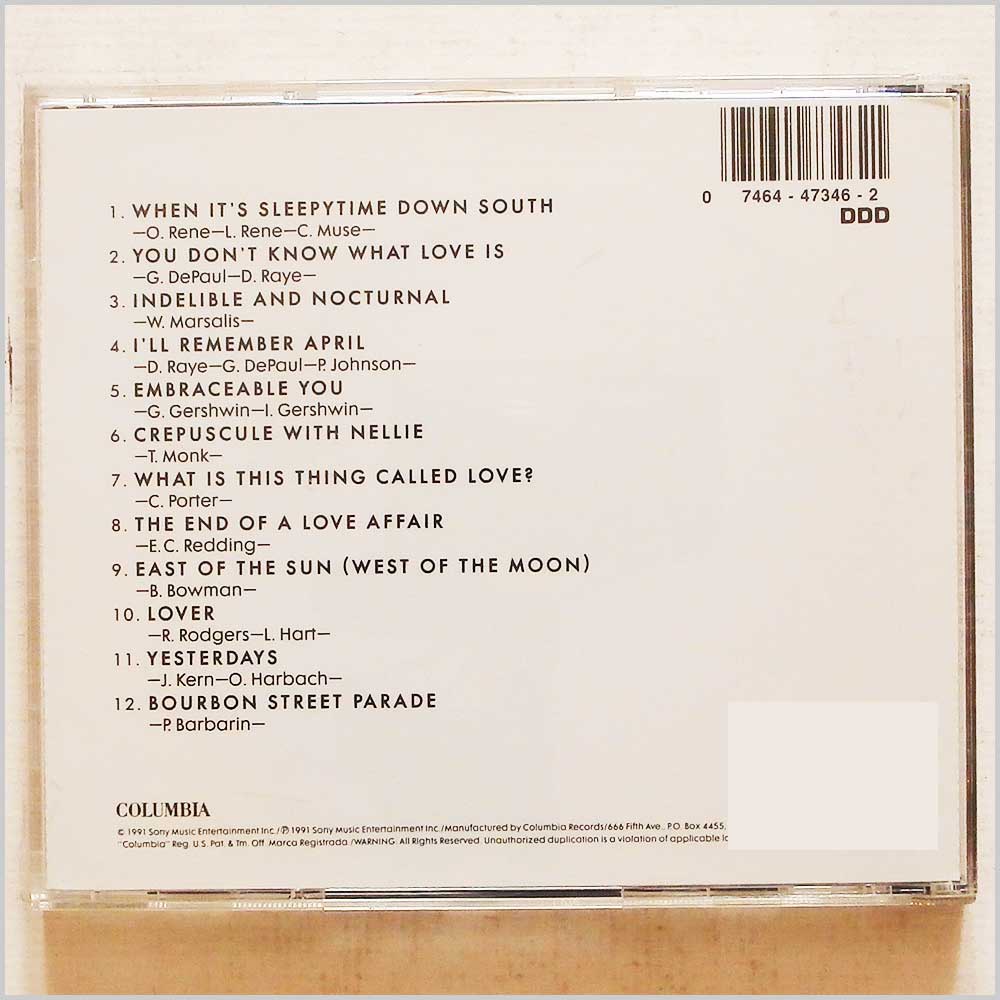 0 7464 - 47346 - 2
DDD
1. WHEN IT'S SLEEPYTIME DOWN SOUTH
—O. Rene—L. Rene—C. Muse—
2. YOU DON'T KNOW WHAT LOVE IS
—G. DePaul—D. Raye—
3. INDELIBLE AND NOCTURNAL
—W. Marsalis—
4. I'LL REMEMBER APRIL
—D. Raye—G. DePaul—P. Johnson—
5. EMBRACEABLE YOU
—G. Gershwin—I. Gershwin—
6. CREPUSCULE WITH NELLIE
—T. Monk—
7. WHAT IS THIS THING CALLED LOVE?
—C. Porter—
8. THE END OF A LOVE AFFAIR
—E.C. Redding—
9. EAST OF THE SUN (WEST OF THE MOON)
—B. Bowman—
10. LOVER
—R. Rodgers—L. Hart—
11. YESTERDAYS
—J. Kern—O. Harbach—
12. BOURBON STREET PARADE
—P. Barbarin—
COLUMBIA
© 1991 Sony Music Entertainment Inc./℗ 1991 Sony Music Entertainment Inc./Manufactured by Columbia Records/666 Fifth Ave., P.O. Box 4455,
"Columbia" Reg. U.S. Pat. & Tm. Off. Marca Registrada./WARNING: All Rights Reserved. Unauthorized duplication is a violation of applicable